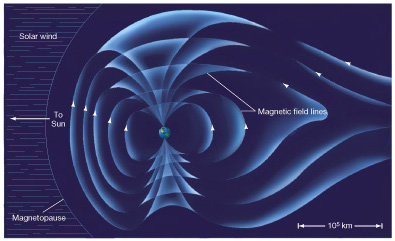 Solar wind
To
Sun
Magnetic field lines
Magnetopause
10⁵ km